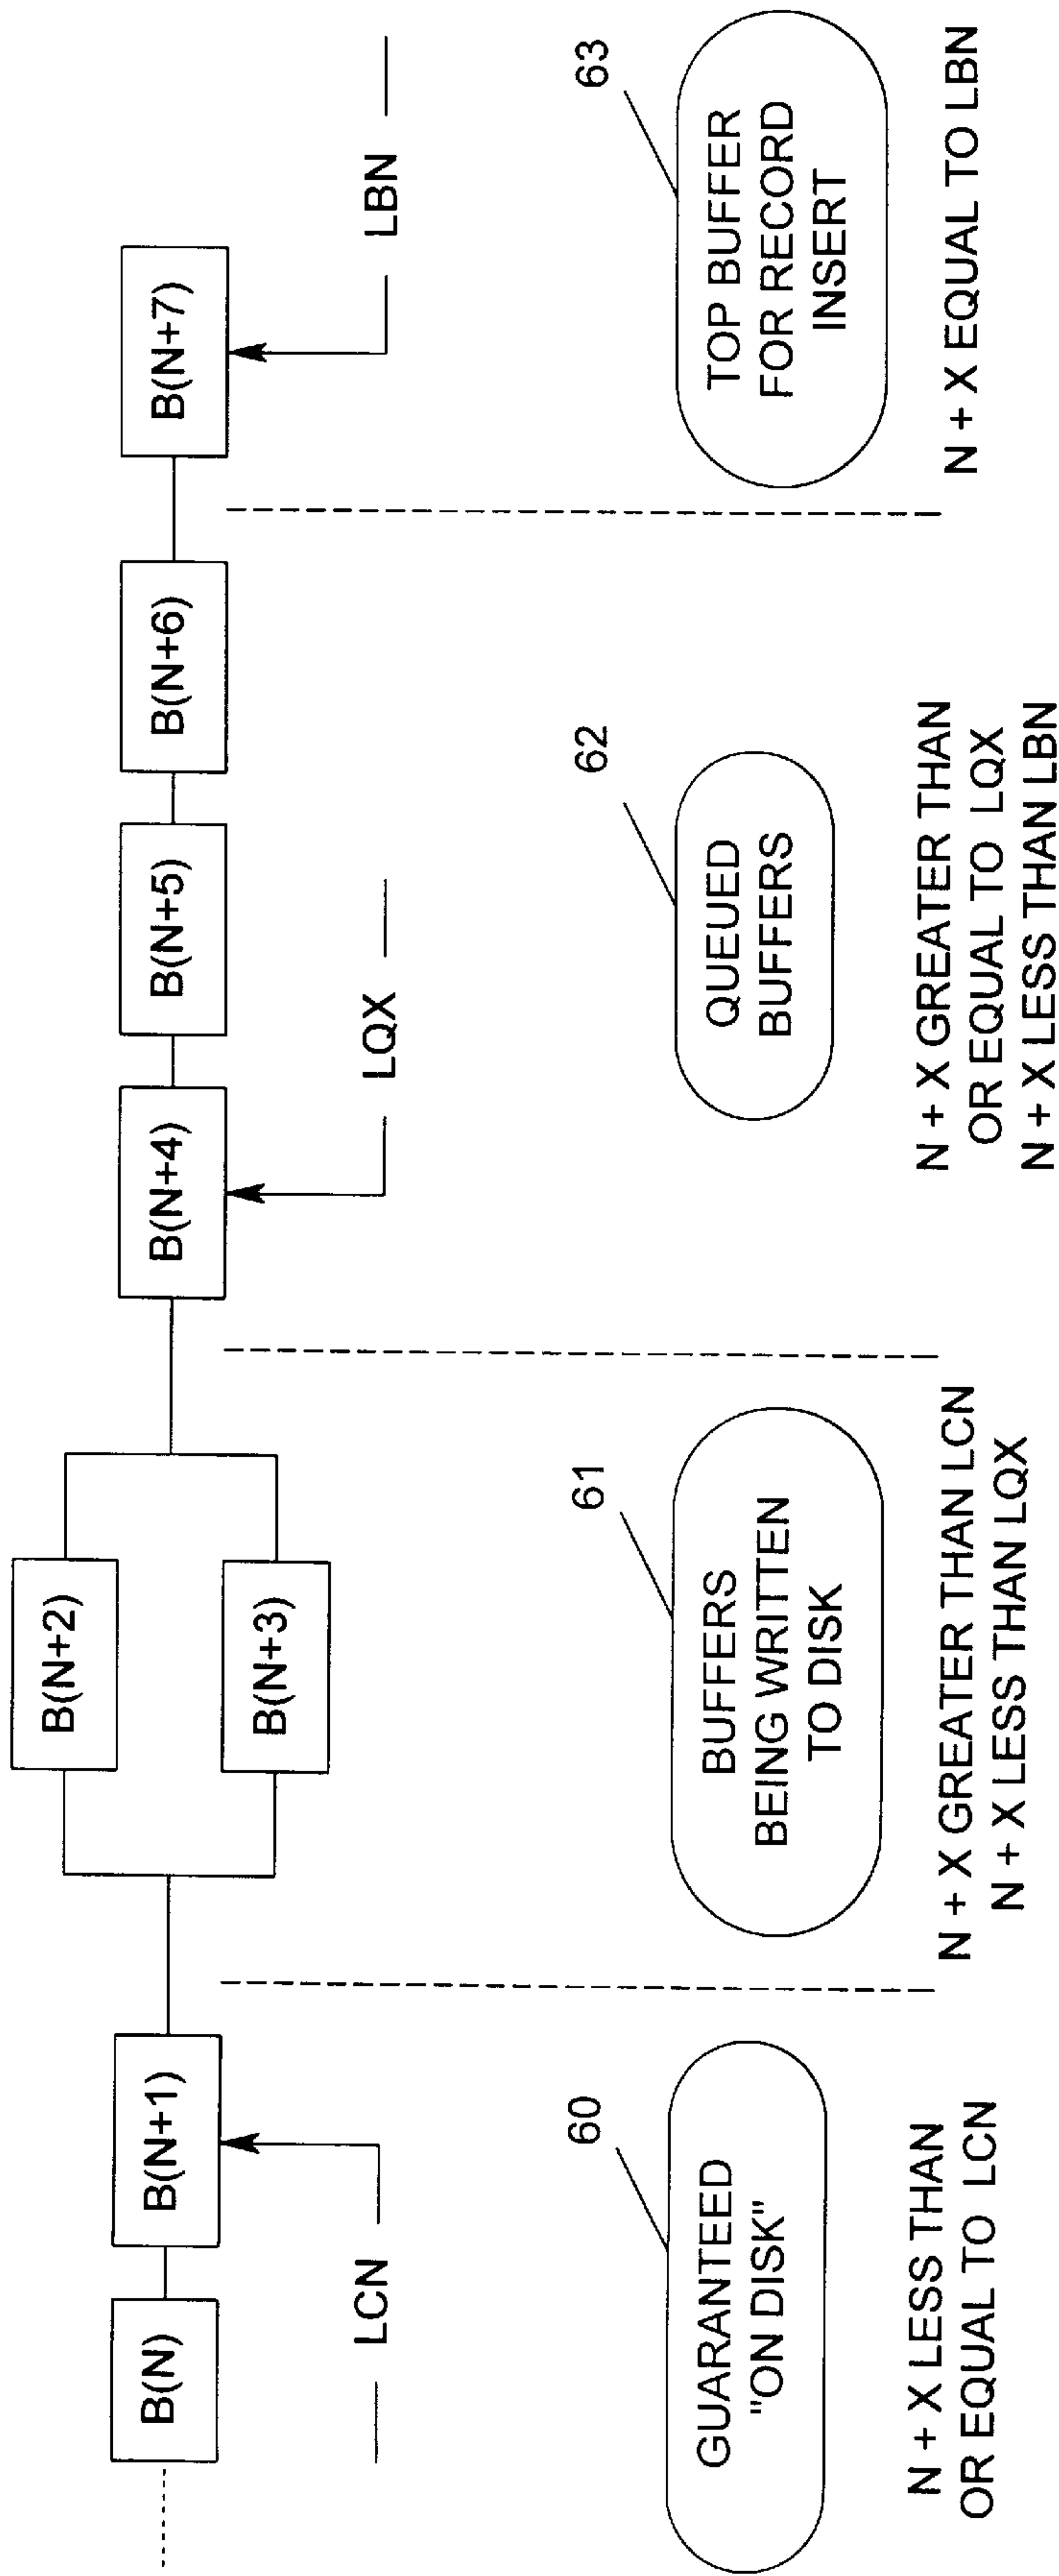 B(N)
B(N+1)
B(N+2)
B(N+3)
B(N+4)
B(N+5)
B(N+6)
B(N+7)
LCN
LQX
LBN
60
GUARANTEED
"ON DISK"
N + X LESS THAN
OR EQUAL TO LCN
61
BUFFERS
BEING WRITTEN
TO DISK
N + X GREATER THAN LCN
N + X LESS THAN LQX
62
QUEUED
BUFFERS
N + X GREATER THAN
OR EQUAL TO LQX
N + X LESS THAN LBN
63
TOP BUFFER
FOR RECORD
INSERT
N + X EQUAL TO LBN